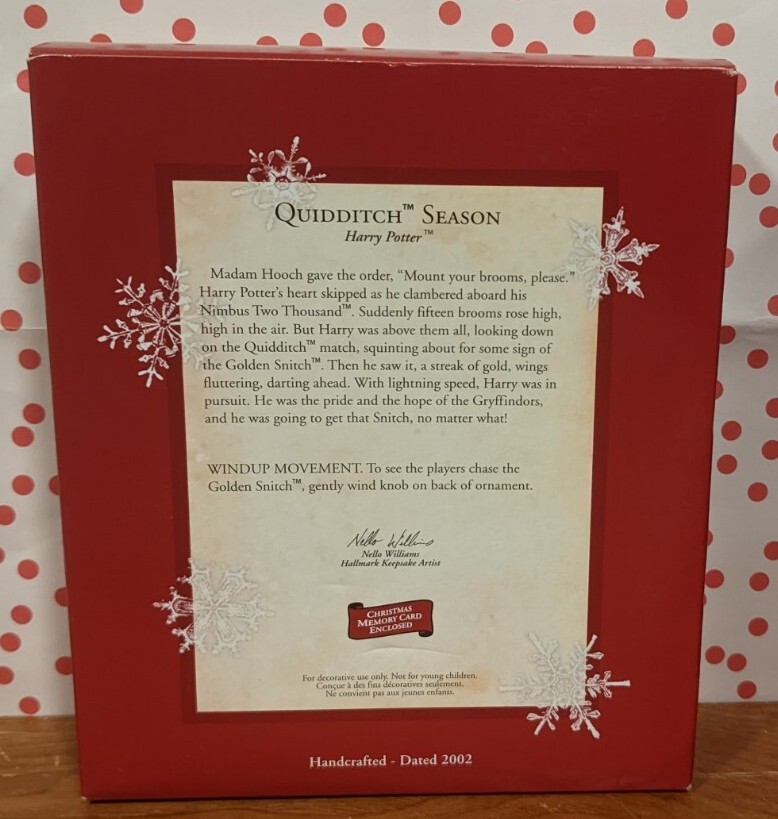 QUIDDITCH™ SEASON
Harry Potter™
Madam Hooch gave the order, “Mount your brooms, please.”
Harry Potter’s heart skipped as he clambered aboard his
Nimbus Two Thousand™. Suddenly fifteen brooms rose high,
high in the air. But Harry was above them all, looking down
on the Quidditch™ match, squinting about for some sign of
the Golden Snitch™. Then he saw it, a streak of gold, wings
fluttering, darting ahead. With lightning speed, Harry was in
pursuit. He was the pride and the hope of the Gryffindors,
and he was going to get that Snitch, no matter what!
WINDUP MOVEMENT. To see the players chase the
Golden Snitch™, gently wind knob on back of ornament.
Nello Williams
Nello Williams
Hallmark Keepsake Artist
CHRISTMAS
MEMORY CARD
ENCLOSED
For decorative use only. Not for young children.
Conçue à des fins décoratives seulement.
Ne convient pas aux jeunes enfants.
Handcrafted - Dated 2002